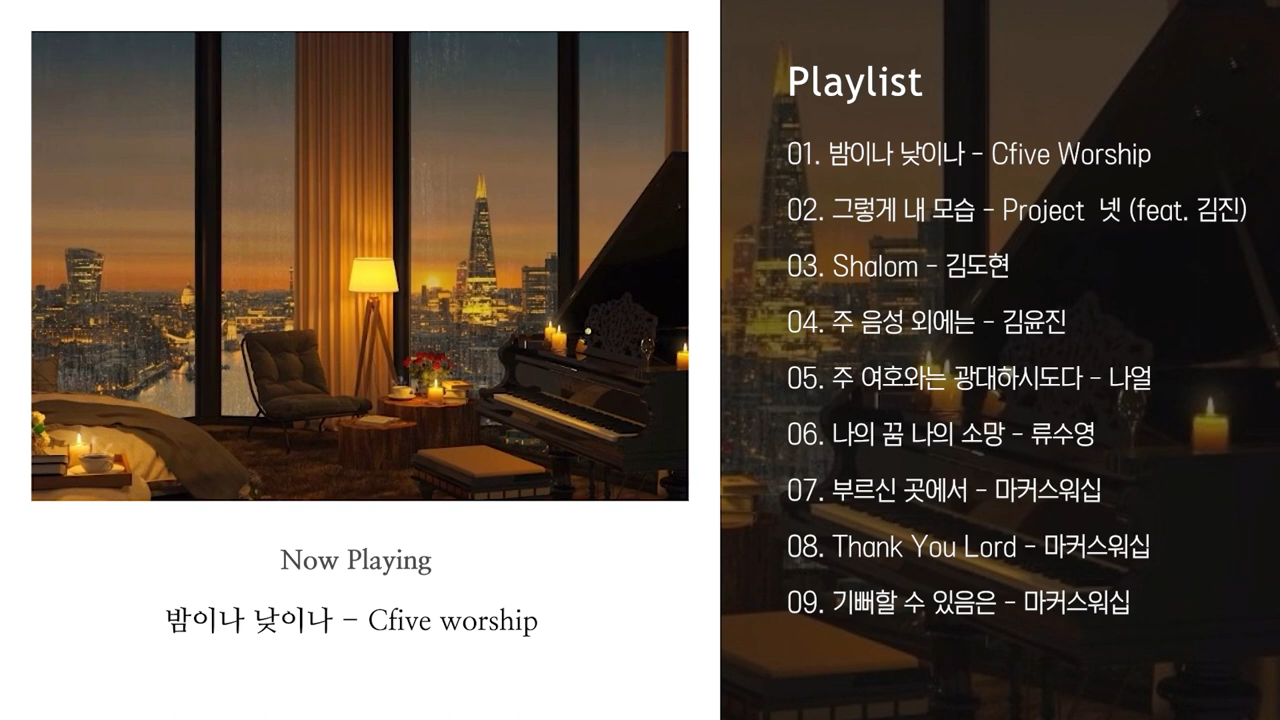 Now Playing
밤이나 낮이나 - Cfive worship
Playlist
01. 밤이나 낮이나 - Cfive Worship
02. 그렇게 내 모습 - Project 넷 (feat. 김진)
03. Shalom - 김도현
04. 주 음성 외에는 - 김윤진
05. 주 여호와는 광대하시도다 - 나얼
06. 나의 꿈 나의 소망 - 류수영
07. 부르신 곳에서 - 마커스워십
08. Thank You Lord - 마커스워십
09. 기뻐할 수 있음은 - 마커스워십